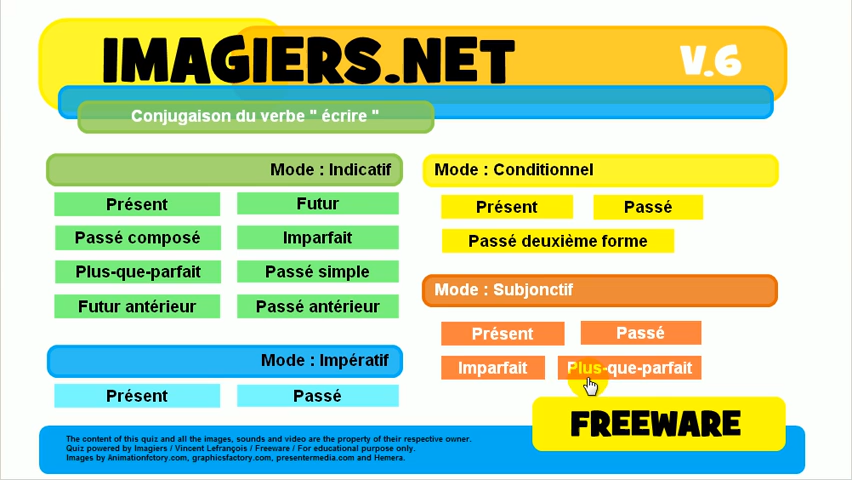 IMAGIERS.NET
V.6
Conjugaison du verbe " écrire "
Mode : Indicatif
Présent
Futur
Passé composé
Imparfait
Plus-que-parfait
Passé simple
Futur antérieur
Passé antérieur
Mode : Impératif
Présent
Passé
Mode : Conditionnel
Présent
Passé
Passé deuxième forme
Mode : Subjonctif
Présent
Passé
Imparfait
Plus-que-parfait
FREEWARE
The content of this quiz and all the images, sounds and video are the property of their respective owner.
Quiz powered by Imagiers / Vincent Lefrançois / Freeware / For educational purpose only.
Images by Animationfctory.com, graphicsfactory.com, presentermedia.com and Hemera.